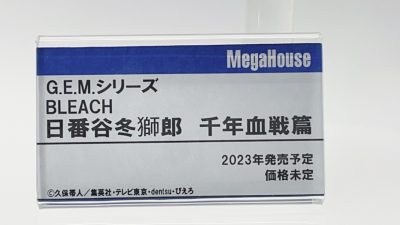 MegaHouse
G.E.M.シリーズ
BLEACH
日番谷冬獅郎 千年血戦篇
2023年発売予定
価格未定
©久保帯人/集英社・テレビ東京・dentsu・ぴえろ